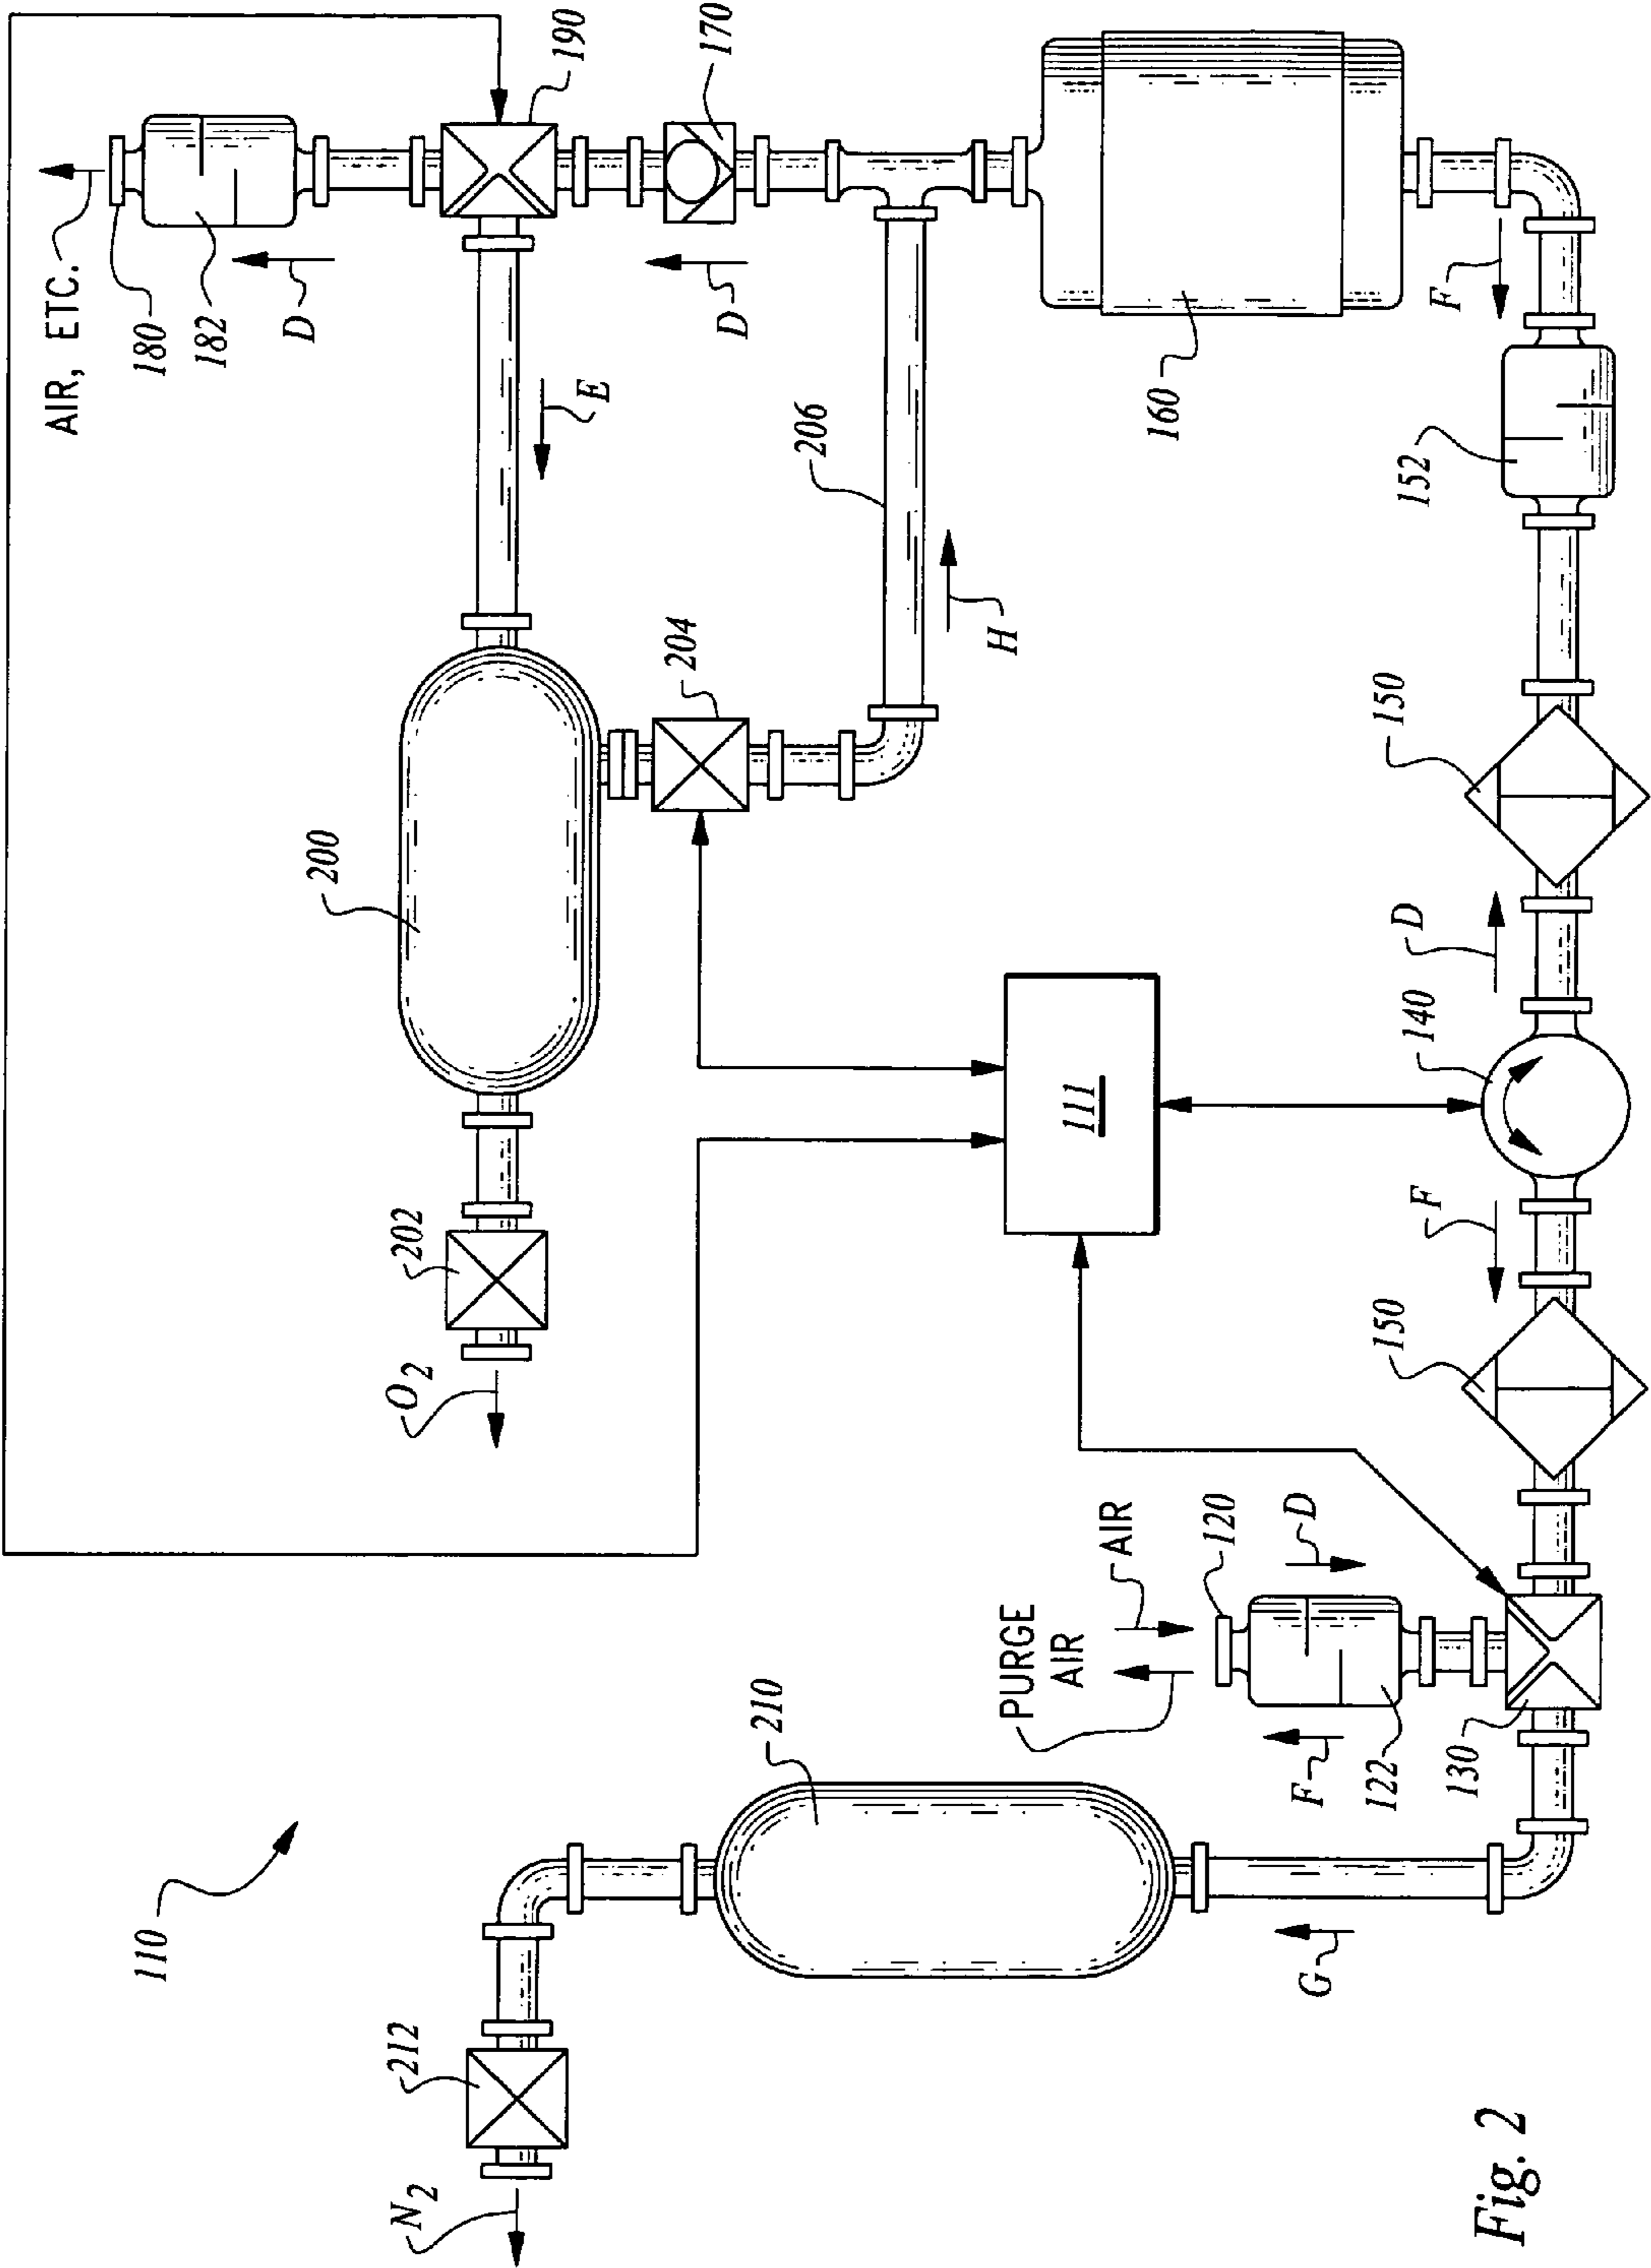 AIR, ETC.
110
180
182
D
200
N2
212
O2
202
190
E
204
170
D
210
206
PURGE
AIR
H
111
AIR
160
120
G
F
D
122
150
150
F
D
140
152
F
130
Fig. 2